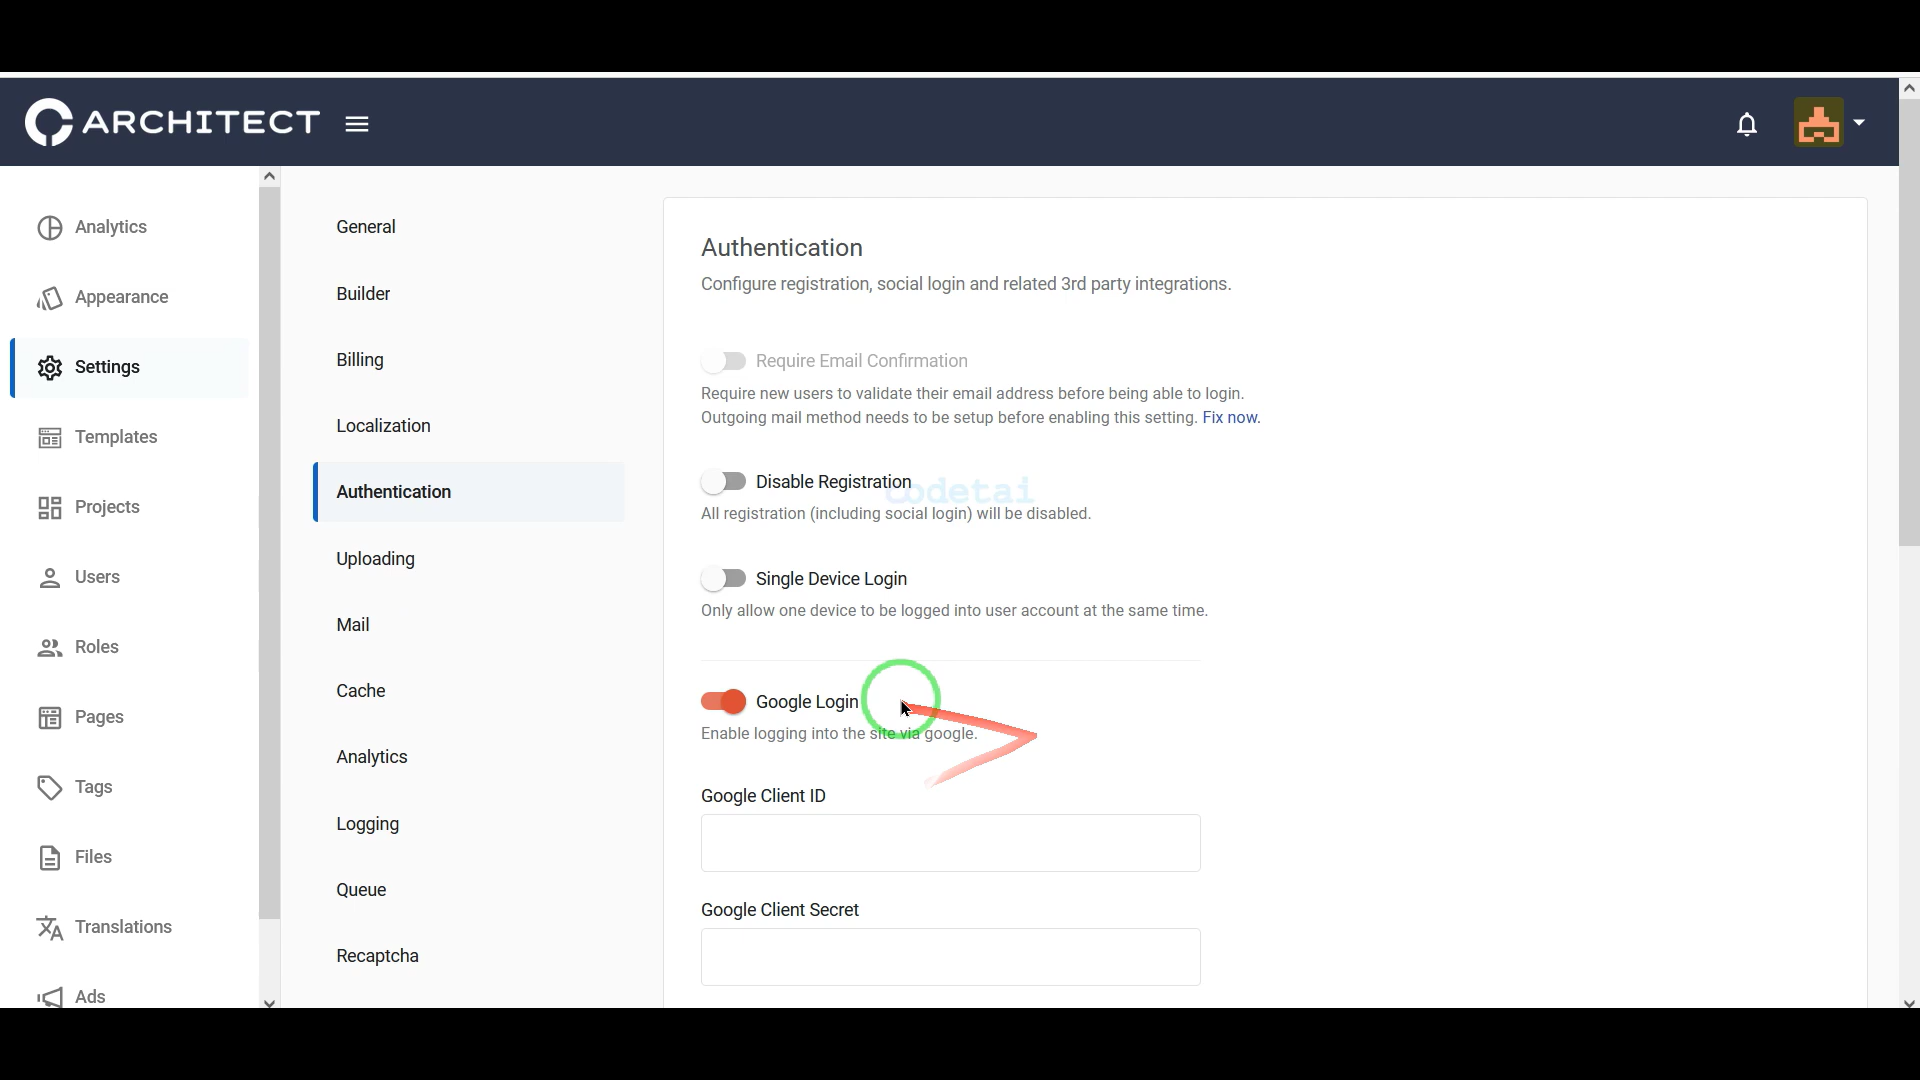 ARCHITECT
Analytics
Appearance
Settings
Templates
Projects
Users
Roles
Pages
Tags
Files
Translations
Ads
General
Builder
Billing
Localization
Authentication
Uploading
Mail
Cache
Analytics
Logging
Queue
Recaptcha
Authentication
Configure registration, social login and related 3rd party integrations.
Require Email Confirmation
Require new users to validate their email address before being able to login.
Outgoing mail method needs to be setup before enabling this setting. Fix now.
Disable Registration
codetai
All registration (including social login) will be disabled.
Single Device Login
Only allow one device to be logged into user account at the same time.
Google Login
Enable logging into the site via google.
Google Client ID
Google Client Secret